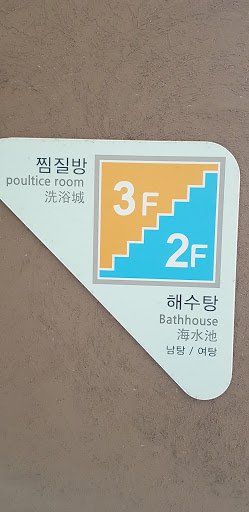 찜질방
poultice room
洗浴城
3F
2F
해수탕
Bathhouse
海水池
남탕 / 여탕